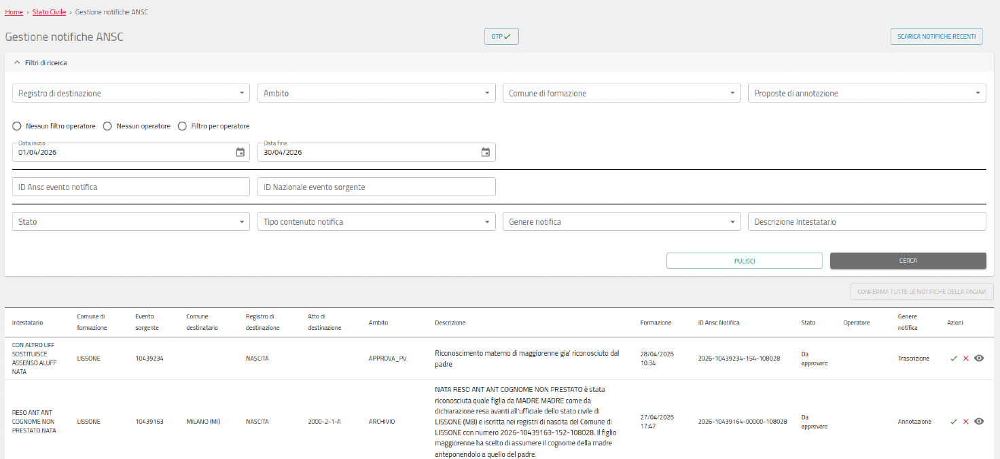 Home › Stato Civile › Gestione notifiche ANSC
Gestione notifiche ANSC
OTP
SCARICA NOTIFICHE RECENTI
Filtri di ricerca
Registro di destinazione
Ambito
Comune di formazione
Proposte di annotazione
Nessun filtro operatore
Nessun operatore
Filtro per operatore
Data inizio
01/04/2026
Data fine
30/04/2026
ID Ansc evento notifica
ID Nazionale evento sorgente
Stato
Tipo contenuto notifica
Genere notifica
Descrizione Intestatario
PULISCI
CERCA
CONFERMA TUTTE LE NOTIFICHE DELLA PAGINA
Intestatario
Comune di
formazione
Evento
sorgente
Comune
destinatario
Registro di
destinazione
Atto di
destinazione
Ambito
Descrizione
Formazione
ID Ansc Notifica
Stato
Operatore
Genere
notifica
Azioni
CON ALTRO UFF
SOSTITUISCE
ASSENSO ALUFF
NATA
LISSONE
10439234
NASCITA
APPROVA_PV
Riconoscimento materno di maggiorenne gia' riconosciuto dal
padre
28/04/2026
10:34
2026-10439234-154-108028
Da
approvare
Trascrizione
RESO ANT ANT
COGNOME NON
PRESTATO NATA
LISSONE
10439163
MILANO (MI)
NASCITA
2000-2-1-A
ARCHIVIO
NATA RESO ANT ANT COGNOME NON PRESTATO è stata
riconosciuta quale figlia da MADRE MADRE come da
dichiarazione resa avanti all'ufficiale dello stato civile di
LISSONE (MB) e iscritta nei registri di nascita del Comune di
LISSONE con numero 2026-10439163-152-108028. Il figlio
maggiorenne ha scelto di assumere il cognome della madre
anteponendolo a quello del padre.
27/04/2026
17:47
2026-10439164-00000-108028
Da
approvare
Annotazione